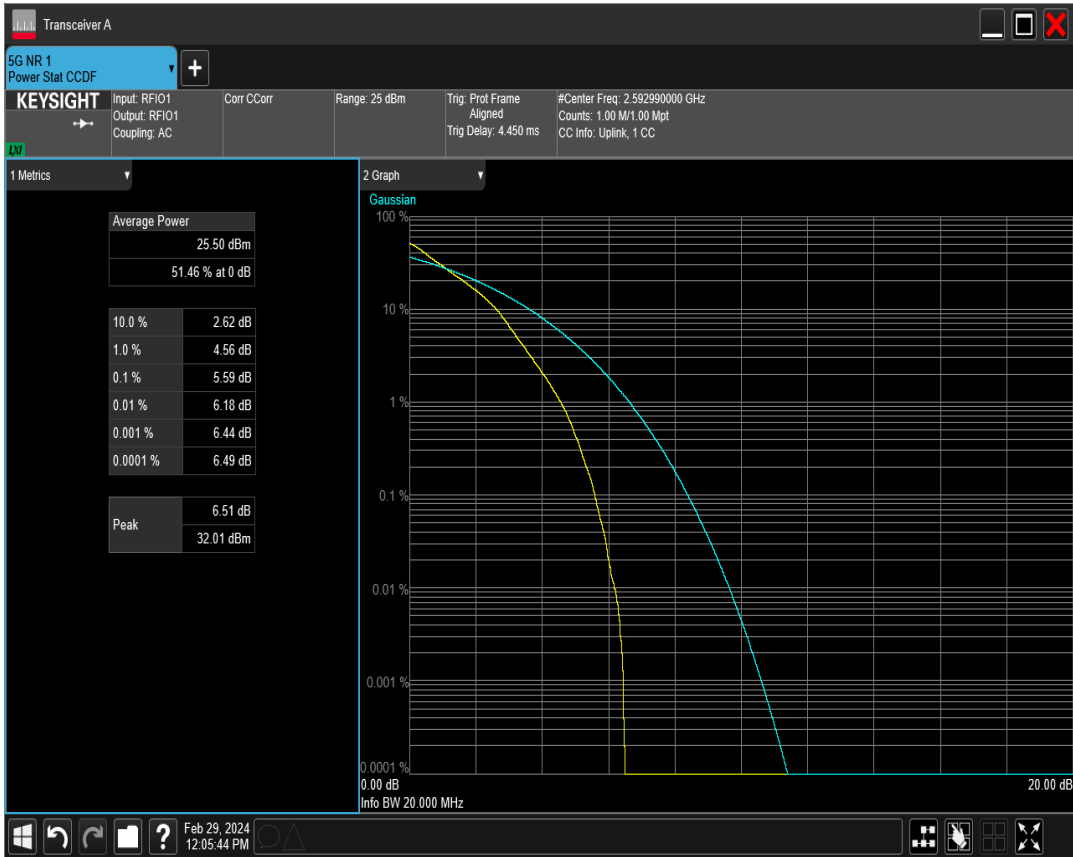 Transceiver A
5G NR 1
Power Stat CCDF
+
KEYSIGHT
LXI
Input: RFIO1
Output: RFIO1
Coupling: AC
Corr CCorr
Range: 25 dBm
Trig: Prot Frame
Aligned
Trig Delay: 4.450 ms
#Center Freq: 2.592990000 GHz
Counts: 1.00 M/1.00 Mpt
CC Info: Uplink, 1 CC
1 Metrics
Average Power
25.50 dBm
51.46 % at 0 dB
10.0 % 2.62 dB
1.0 % 4.56 dB
0.1 % 5.59 dB
0.01 % 6.18 dB
0.001 % 6.44 dB
0.0001 % 6.49 dB
Peak 6.51 dB
32.01 dBm
2 Graph
Gaussian
100 %
10 %
1 %
0.1 %
0.01 %
0.001 %
0.0001 %
0.00 dB 20.00 dB
Info BW 20.000 MHz
?
Feb 29, 2024
12:05:44 PM